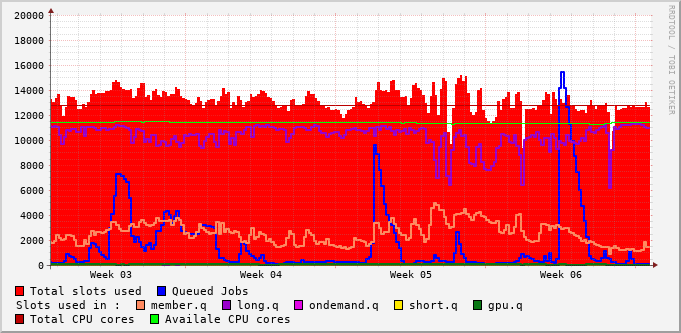 20000
18000
16000
14000
12000
10000
8000
6000
4000
2000
0
Week 03 Week 04 Week 05 Week 06
RRDTOOL / TOBI OETIKER
Total slots used Queued Jobs
Slots used in : member.q long.q ondemand.q short.q gpu.q
Total CPU cores Availale CPU cores